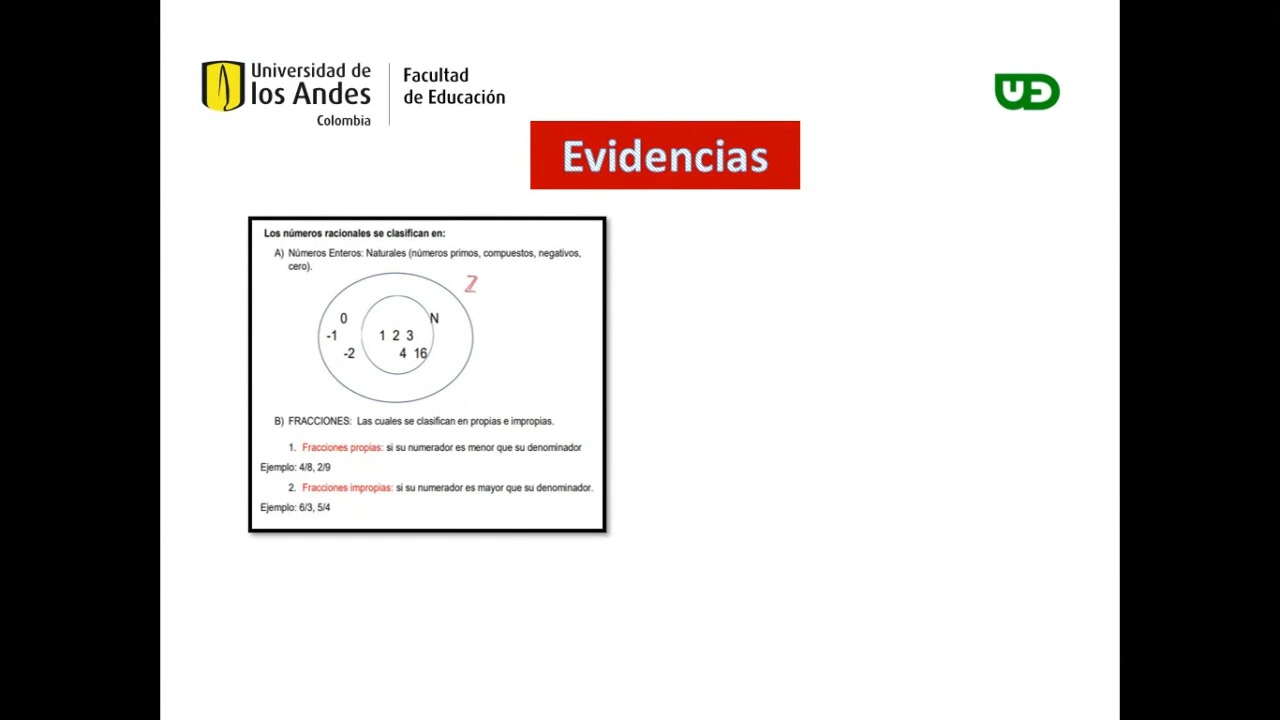 Universidad de
los Andes
Colombia
Facultad
de Educación
UD
Evidencias
Los números racionales se clasifican en:
A) Números Enteros: Naturales (números primos, compuestos, negativos,
cero).
ℤ
0
N
-1
1 2 3
-2
4 16
B) FRACCIONES: Las cuales se clasifican en propias e impropias.
1. Fracciones propias: si su numerador es menor que su denominador
Ejemplo: 4/8, 2/9
2. Fracciones impropias: si su numerador es mayor que su denominador.
Ejemplo: 6/3, 5/4